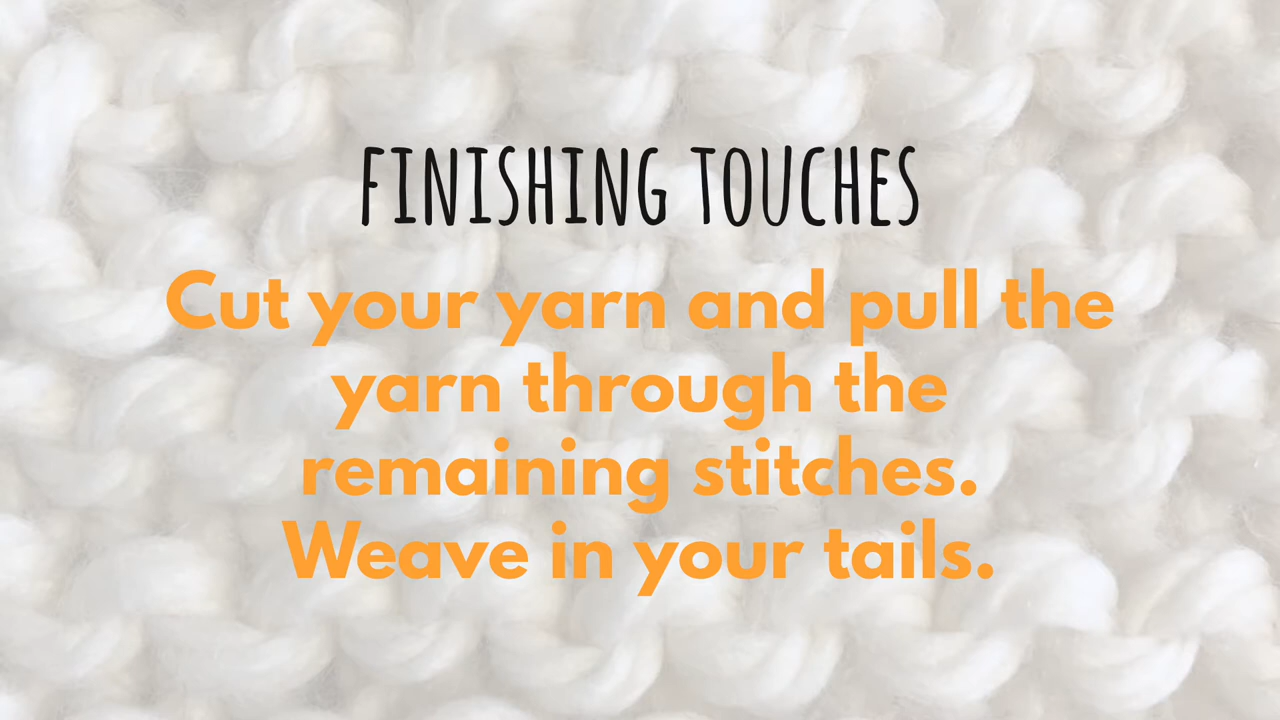 FINISHING TOUCHES
Cut your yarn and pull the
yarn through the
remaining stitches.
Weave in your tails.